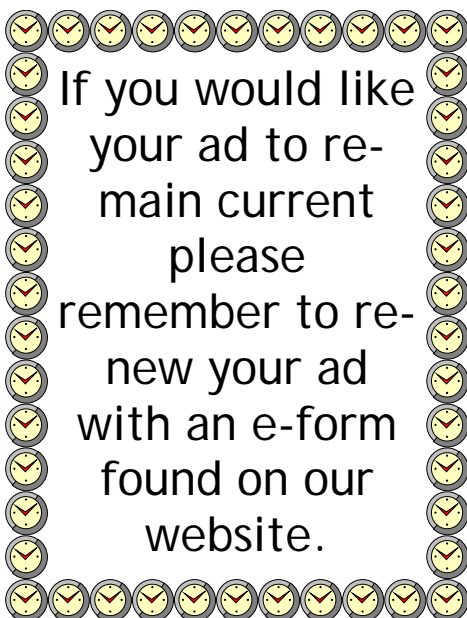 If you would like
your ad to re-
main current
please
remember to re-
new your ad
with an e-form
found on our
website.